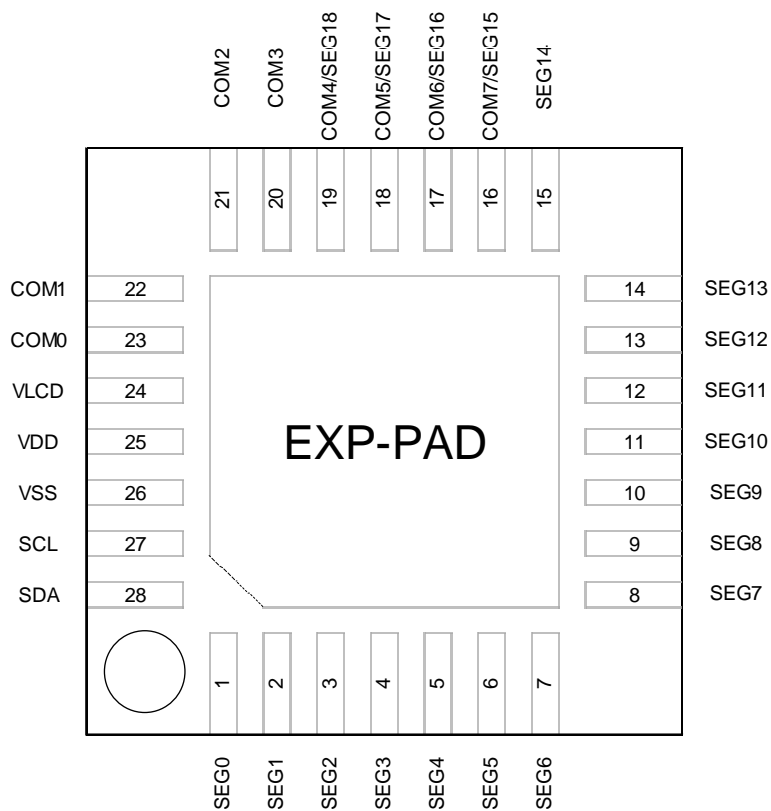 COM2
COM3
COM4/SEG18
COM5/SEG17
COM6/SEG16
COM7/SEG15
SEG14
21
20
19
18
17
16
15
COM1 22
14 SEG13
COM0 23
13 SEG12
VLCD 24
12 SEG11
VDD 25
EXP-PAD
11 SEG10
VSS 26
10 SEG9
SCL 27
9 SEG8
SDA 28
8 SEG7
1
2
3
4
5
6
7
SEG0
SEG1
SEG2
SEG3
SEG4
SEG5
SEG6